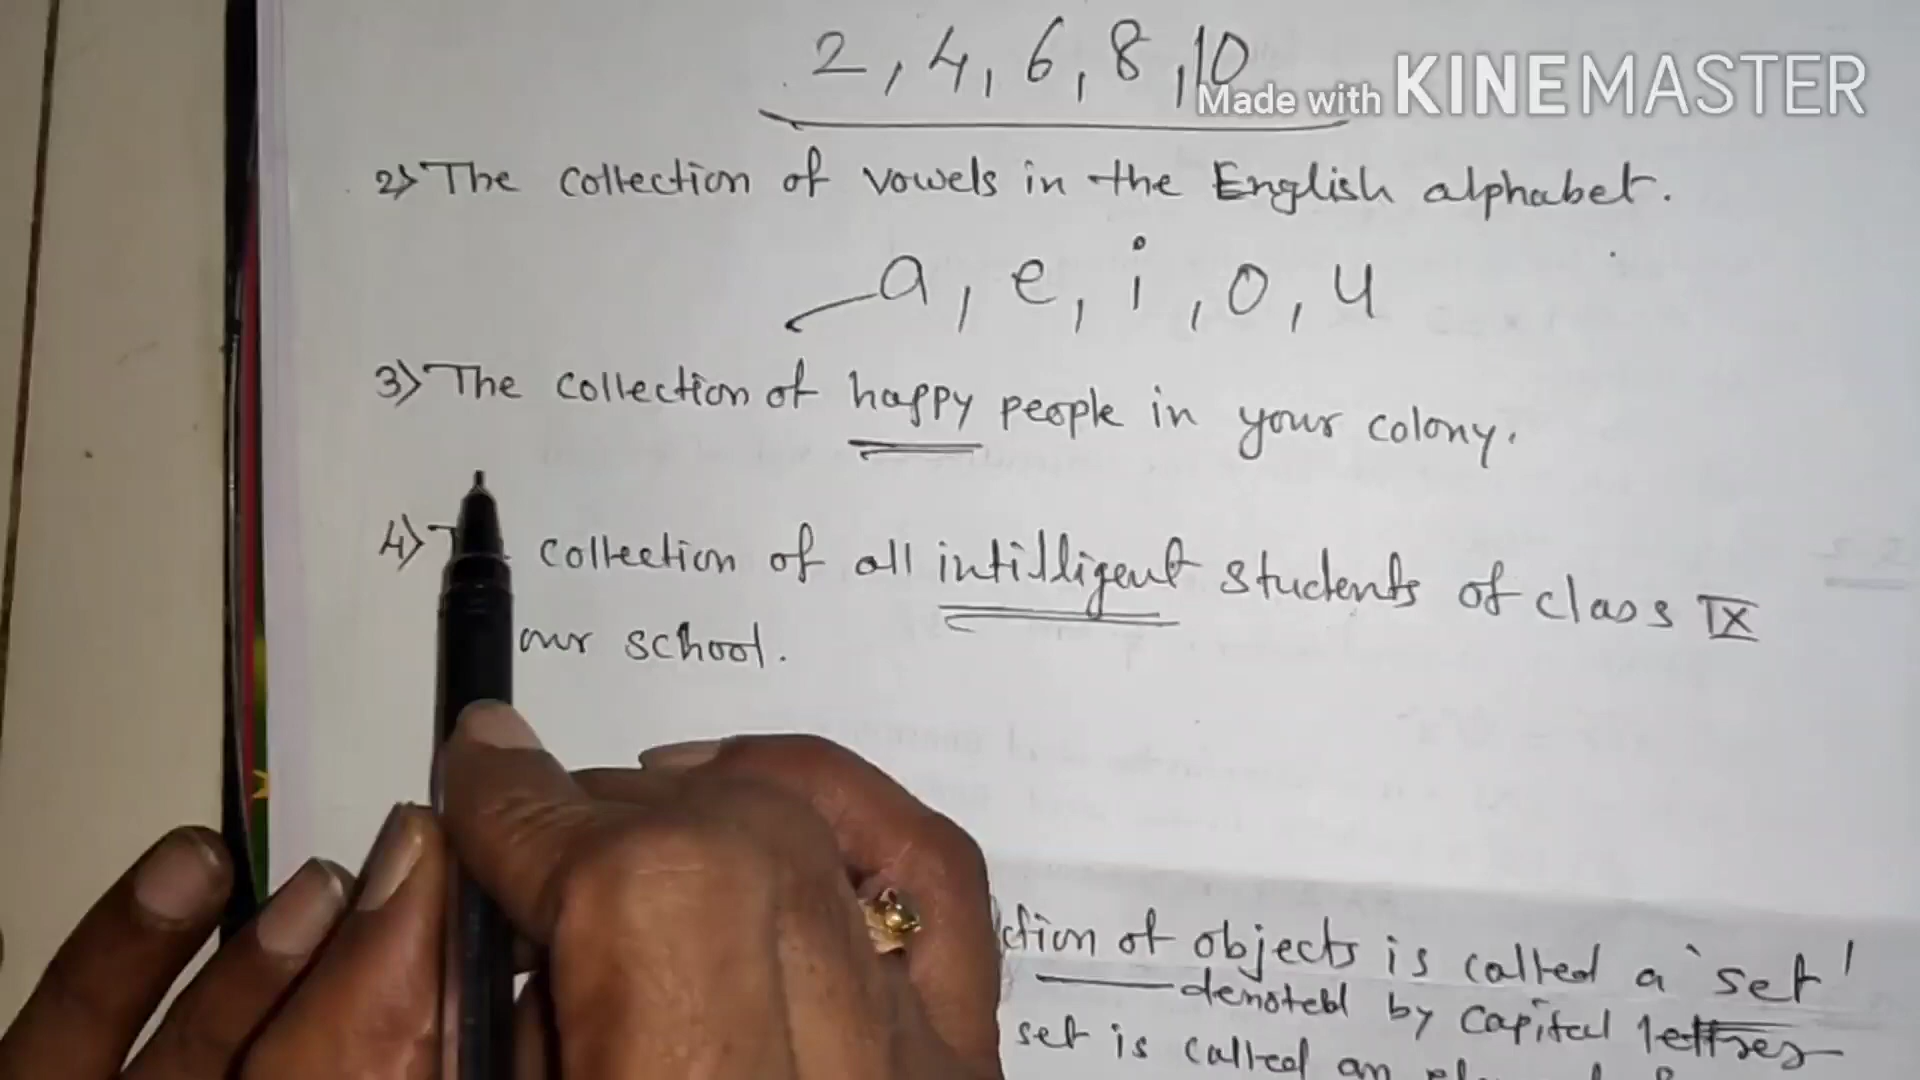 2, 4, 6, 8, 10
Made with KINEMASTER
2) The collection of vowels in the English alphabet.
a, e, i, o, u
3) The collection of happy people in your colony.
4) collection of all intilligent students of class IX
our school.
ction of objects is called a 'set'
denoted by capital
set is called an